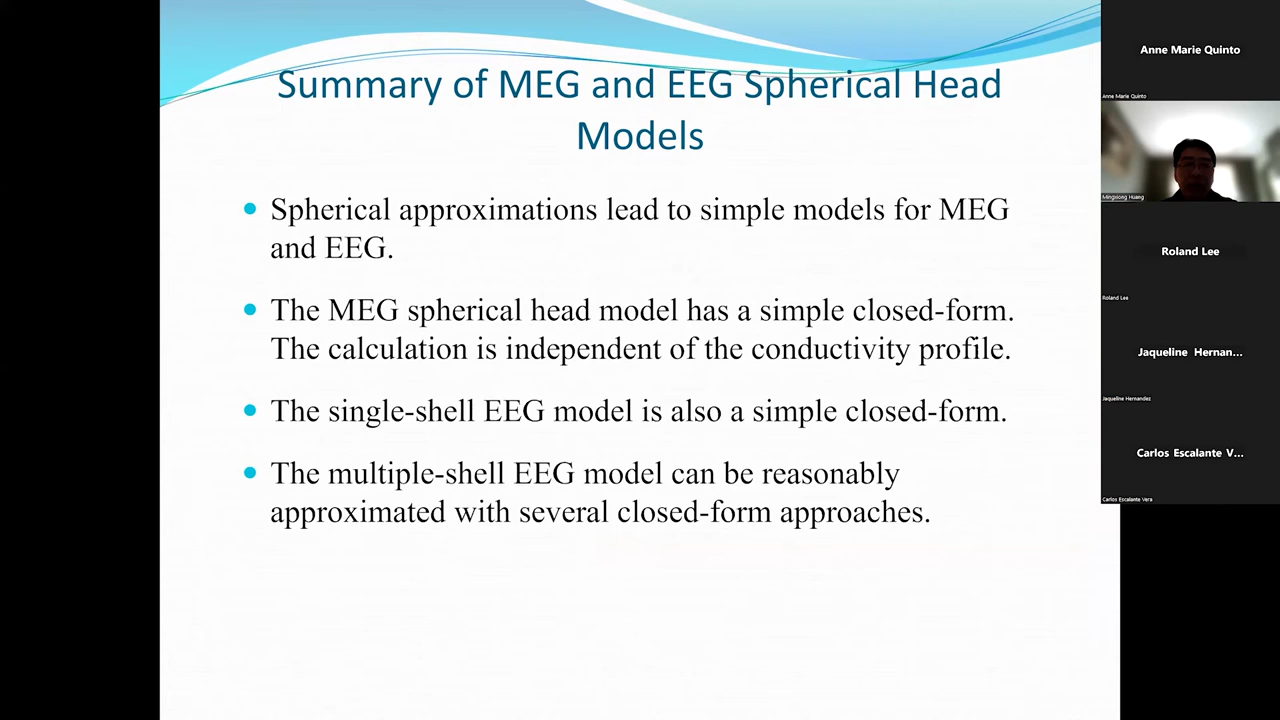 Summary of MEG and EEG Spherical Head
Models
• Spherical approximations lead to simple models for MEG
and EEG.
• The MEG spherical head model has a simple closed-form.
The calculation is independent of the conductivity profile.
• The single-shell EEG model is also a simple closed-form.
• The multiple-shell EEG model can be reasonably
approximated with several closed-form approaches.
Anne Marie Quinto
Anne Marie Quinto
Mingxiong Huang
Roland Lee
Roland Lee
Jaqueline Hernan...
Jaqueline Hernandez
Carlos Escalante V...
Carlos Escalante Vera